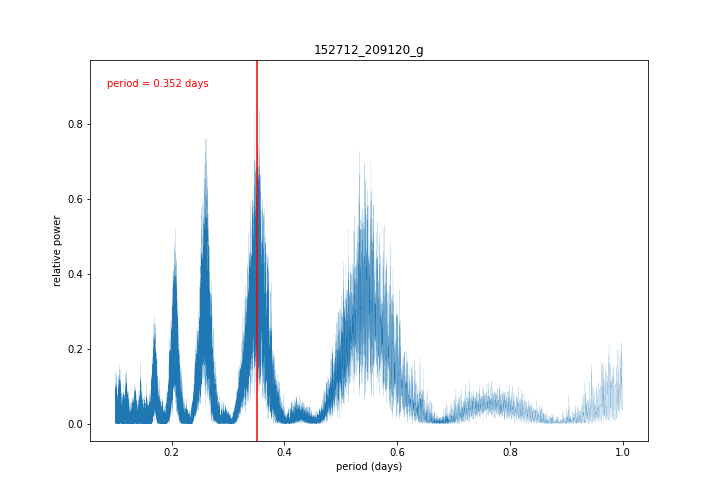 152712_209120_g
period = 0.352 days
relative power
0.8
0.6
0.4
0.2
0.0
0.2 0.4 0.6 0.8 1.0
period (days)